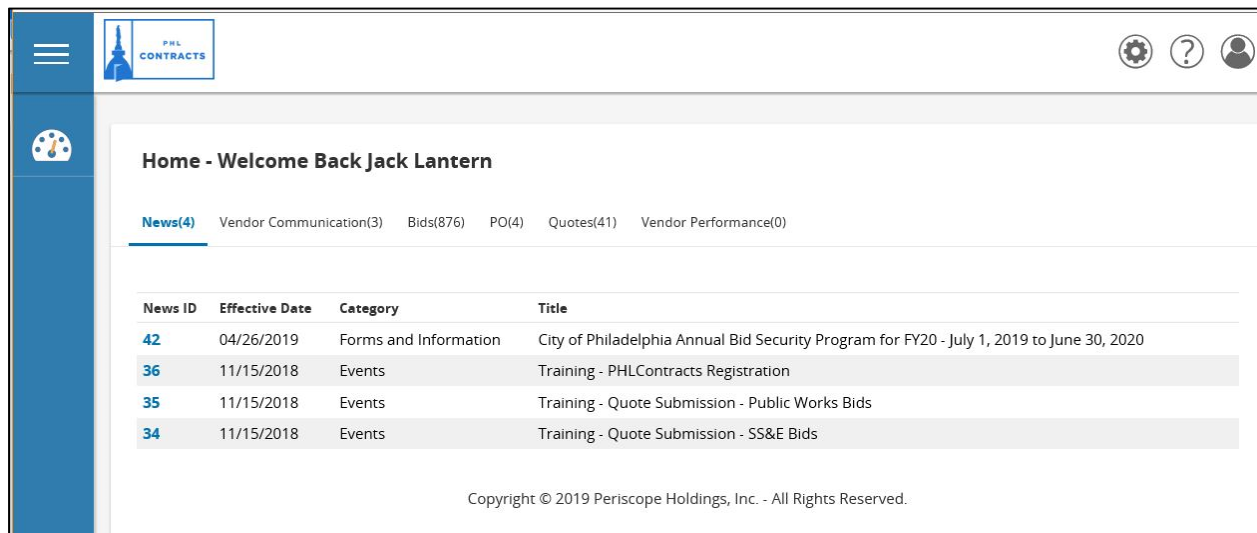 PHL
CONTRACTS
?
Home - Welcome Back Jack Lantern
News(4) Vendor Communication(3) Bids(876) PO(4) Quotes(41) Vendor Performance(0)
News ID Effective Date Category Title
42 04/26/2019 Forms and Information City of Philadelphia Annual Bid Security Program for FY20 - July 1, 2019 to June 30, 2020
36 11/15/2018 Events Training - PHLContracts Registration
35 11/15/2018 Events Training - Quote Submission - Public Works Bids
34 11/15/2018 Events Training - Quote Submission - SS&E Bids
Copyright © 2019 Periscope Holdings, Inc. - All Rights Reserved.